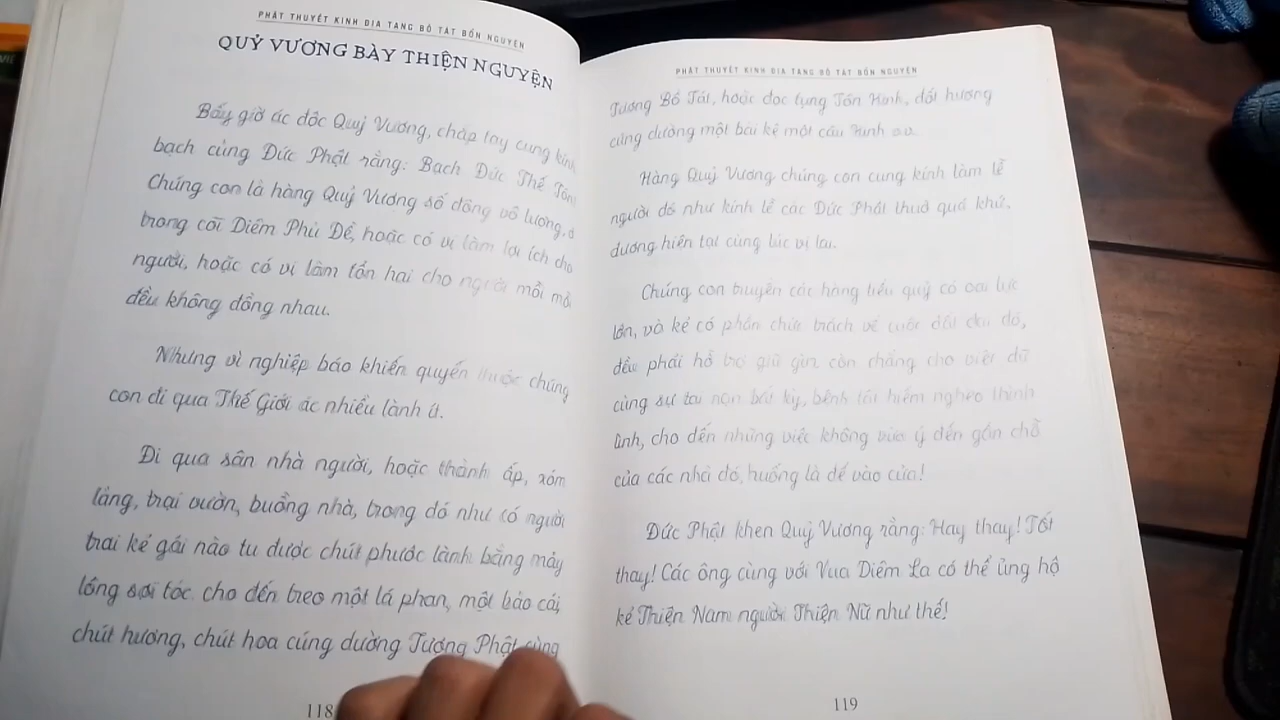 PHẬT THUYẾT KINH ĐỊA TẠNG BỒ TÁT BỔN NGUYỆN
QUỶ VƯƠNG BÀY THIỆN NGUYỆN
Bấy giờ ác độc Quỷ Vương, chắp tay cung kính
bạch cùng Đức Phật rằng: Bạch Đức Thế Tôn!
Chúng con là hàng Quỷ Vương số đông vô lượng, ở
trong cõi Diêm Phù Đề, hoặc có vị làm lợi ích cho
người, hoặc có vị làm tổn hại cho người mỗi mỗi
đều không đồng nhau.
Nhưng vì nghiệp báo khiến quyến thuộc chúng
con đi qua Thế Giới ác nhiều lành ít.
Đi qua sân nhà người, hoặc thành ấp, xóm
làng, trại vườn, buồng nhà, trong đó như có người
trai kẻ gái nào tu được chút phước lành bằng mảy
lông sợi tóc cho đến treo một lá phan, một bảo cái,
chút hương, chút hoa cúng dường Tượng Phật cùng
118
PHẬT THUYẾT KINH ĐỊA TẠNG BỒ TÁT BỔN NGUYỆN
Tượng Bồ Tát, hoặc đọc tụng Tôn Kinh, đốt hương
cúng dường một bài kệ một câu Kinh
Hàng Quỷ Vương chúng con cung kính làm lễ
người đó như kính lễ các Đức Phật thuở quá khứ,
đương hiện tại cùng lúc vị lai.
Chúng con truyền các hàng tiểu quỷ có oai lực
lớn, và kẻ có phần chức trách về cuộc đất đai đó,
đều phải hỗ trợ giữ gìn, còn chẳng cho việc dữ
cùng sự tai nạn bất kỳ, bệnh tật hiểm nghèo thình
lình, cho đến những việc không vừa ý đến gần chỗ
của các nhà đó, huống là để vào cửa!
Đức Phật khen Quỷ Vương rằng: Hay thay! Tốt
thay! Các ông cùng với Vua Diêm La có thể ủng hộ
kẻ Thiện Nam người Thiện Nữ như thế!
119